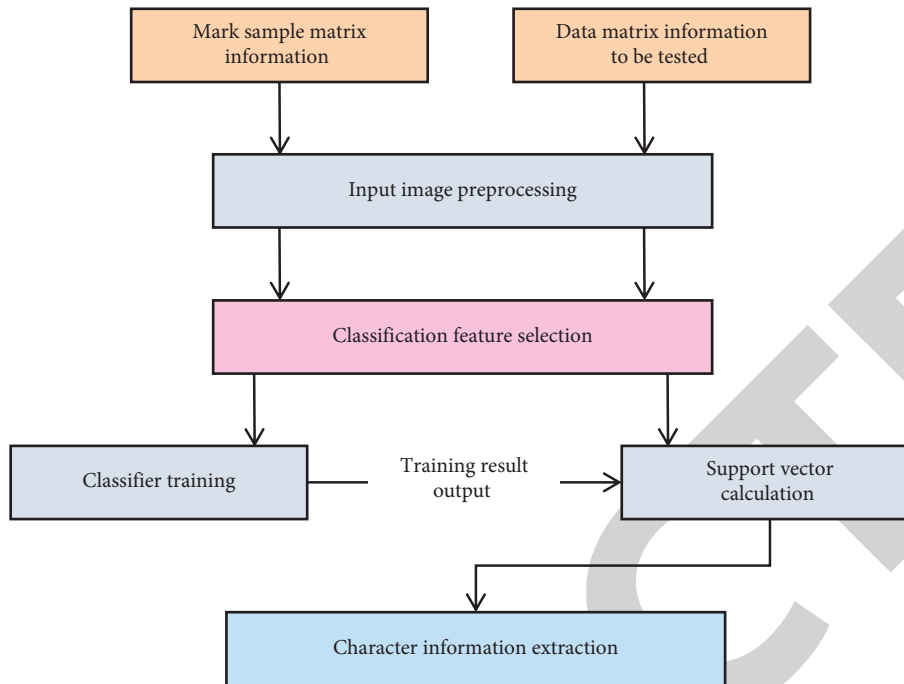 Mark sample matrix
information
Data matrix information
to be tested
Input image preprocessing
Classification feature selection
Classifier training
Training result
output
Support vector
calculation
Character information extraction